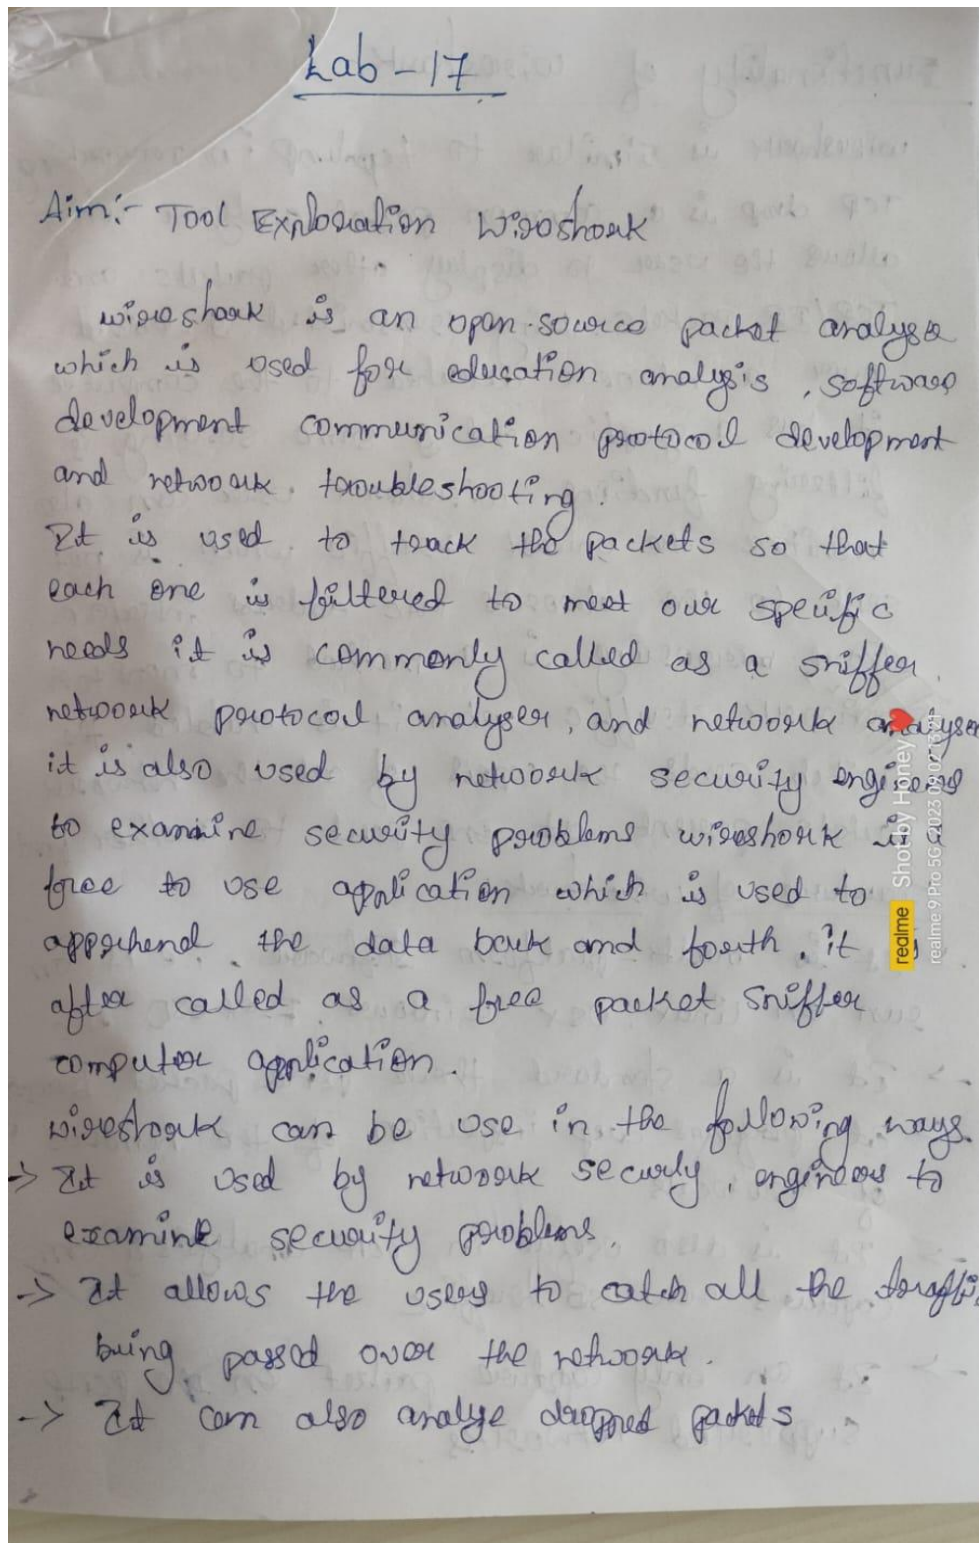 Lab - 17
Aim:- Tool Exploration Wireshark
wireshark is an open-source packet analyse
which is used for education analysis, software
development communication protocol development
and network troubleshooting.
It is used to track the packets so that
each one is filtered to meet our specific
needs it is commonly called as a sniffer.
network protocol analyser, and network analyser
it is also used by network security engineers
to examine security problems wireshark is a
free to use application which is used to
apprehend the data back and forth, it is
after called as a free packet sniffer
computer application.
wireshark can be use in the following ways.
-> It is used by network securly, engineers to
examine security problems.
-> It allows the users to catch all the traffic
being passed over the network.
-> It can also analye dropped packets
realme Shot by Honey
realme 9 Pro 5G